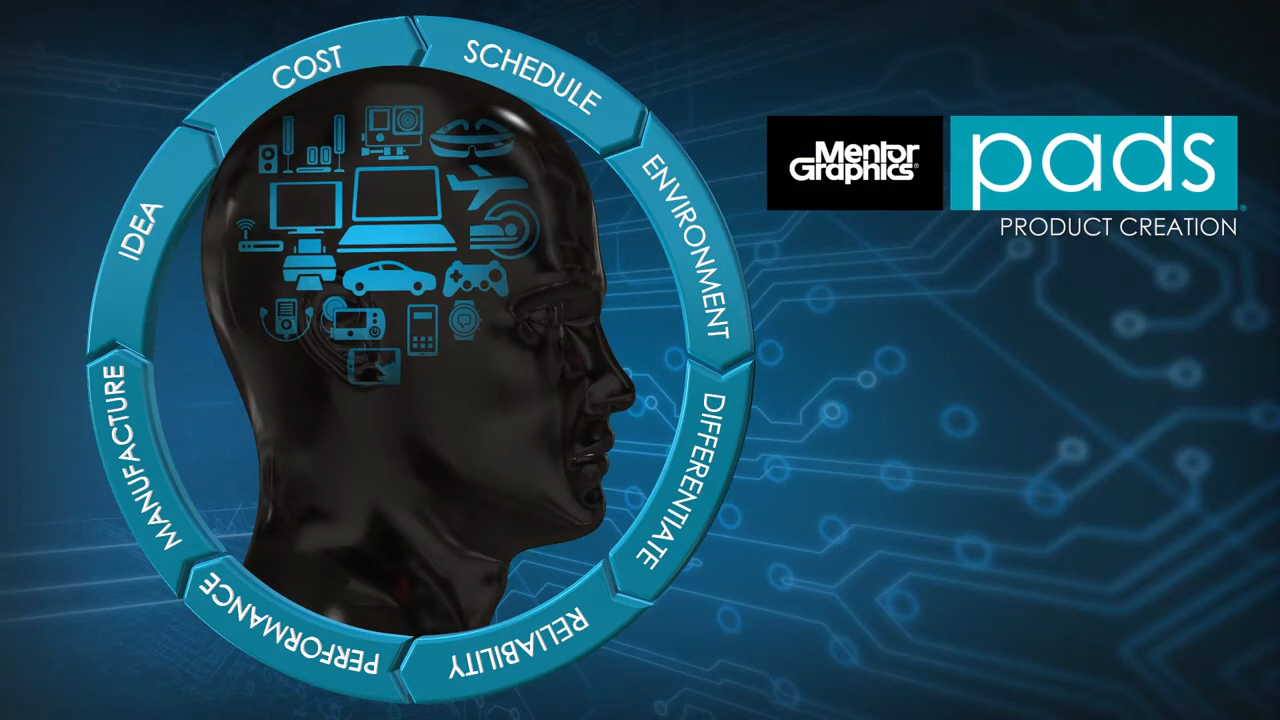 COST
SCHEDULE
ENVIRONMENT
DIFFERENTIATE
RELIABILITY
PERFORMANCE
MANUFACTURE
IDEA
Mentor
Graphics®
pads®
PRODUCT CREATION